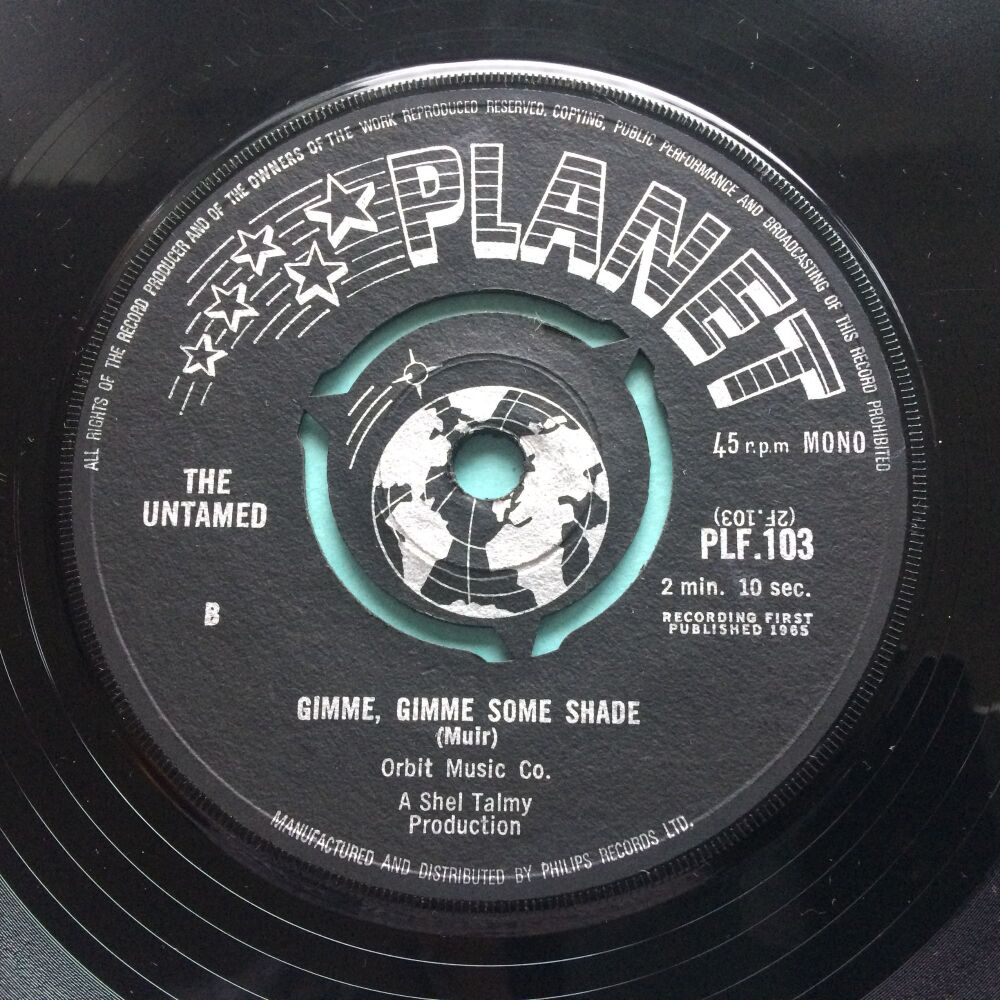 ALL RIGHTS OF THE RECORD PRODUCER AND OF THE OWNERS OF THE WORK REPRODUCED RESERVED. COPYING, PUBLIC PERFORMANCE AND BROADCASTING OF THIS RECORD PROHIBITED
PLANET
45 r.p.m MONO
THE
UNTAMED
(2F.103)
PLF.103
2 min. 10 sec.
B
RECORDING FIRST
PUBLISHED 1965
GIMME, GIMME SOME SHADE
(Muir)
Orbit Music Co.
A Shel Talmy
Production
MANUFACTURED AND DISTRIBUTED BY PHILIPS RECORDS LTD.